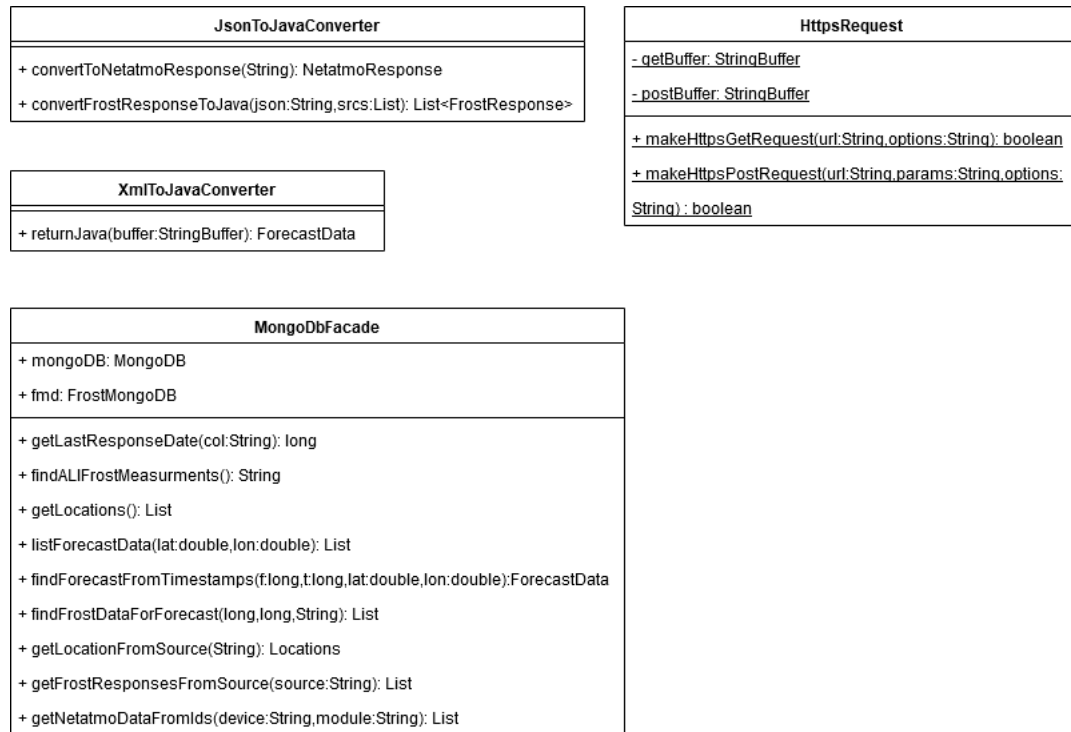 JsonToJavaConverter
+ convertToNetatmoResponse(String): NetatmoResponse
+ convertFrostResponseToJava(json:String,srcs:List): List<FrostResponse>
HttpsRequest
- getBuffer: StringBuffer
- postBuffer: StringBuffer
+ makeHttpsGetRequest(url:String,options:String): boolean
+ makeHttpsPostRequest(url:String,params:String,options:
String) : boolean
XmlToJavaConverter
+ returnJava(buffer:StringBuffer): ForecastData
MongoDbFacade
+ mongoDB: MongoDB
+ fmd: FrostMongoDB
+ getLastResponseDate(col:String): long
+ findAllFrostMeasurments(): String
+ getLocations(): List
+ listForecastData(lat:double,lon:double): List
+ findForecastFromTimestamps(f:long,t:long,lat:double,lon:double):ForecastData
+ findFrostDataForForecast(long,long,String): List
+ getLocationFromSource(String): Locations
+ getFrostResponsesFromSource(source:String): List
+ getNetatmoDataFromIds(device:String,module:String): List